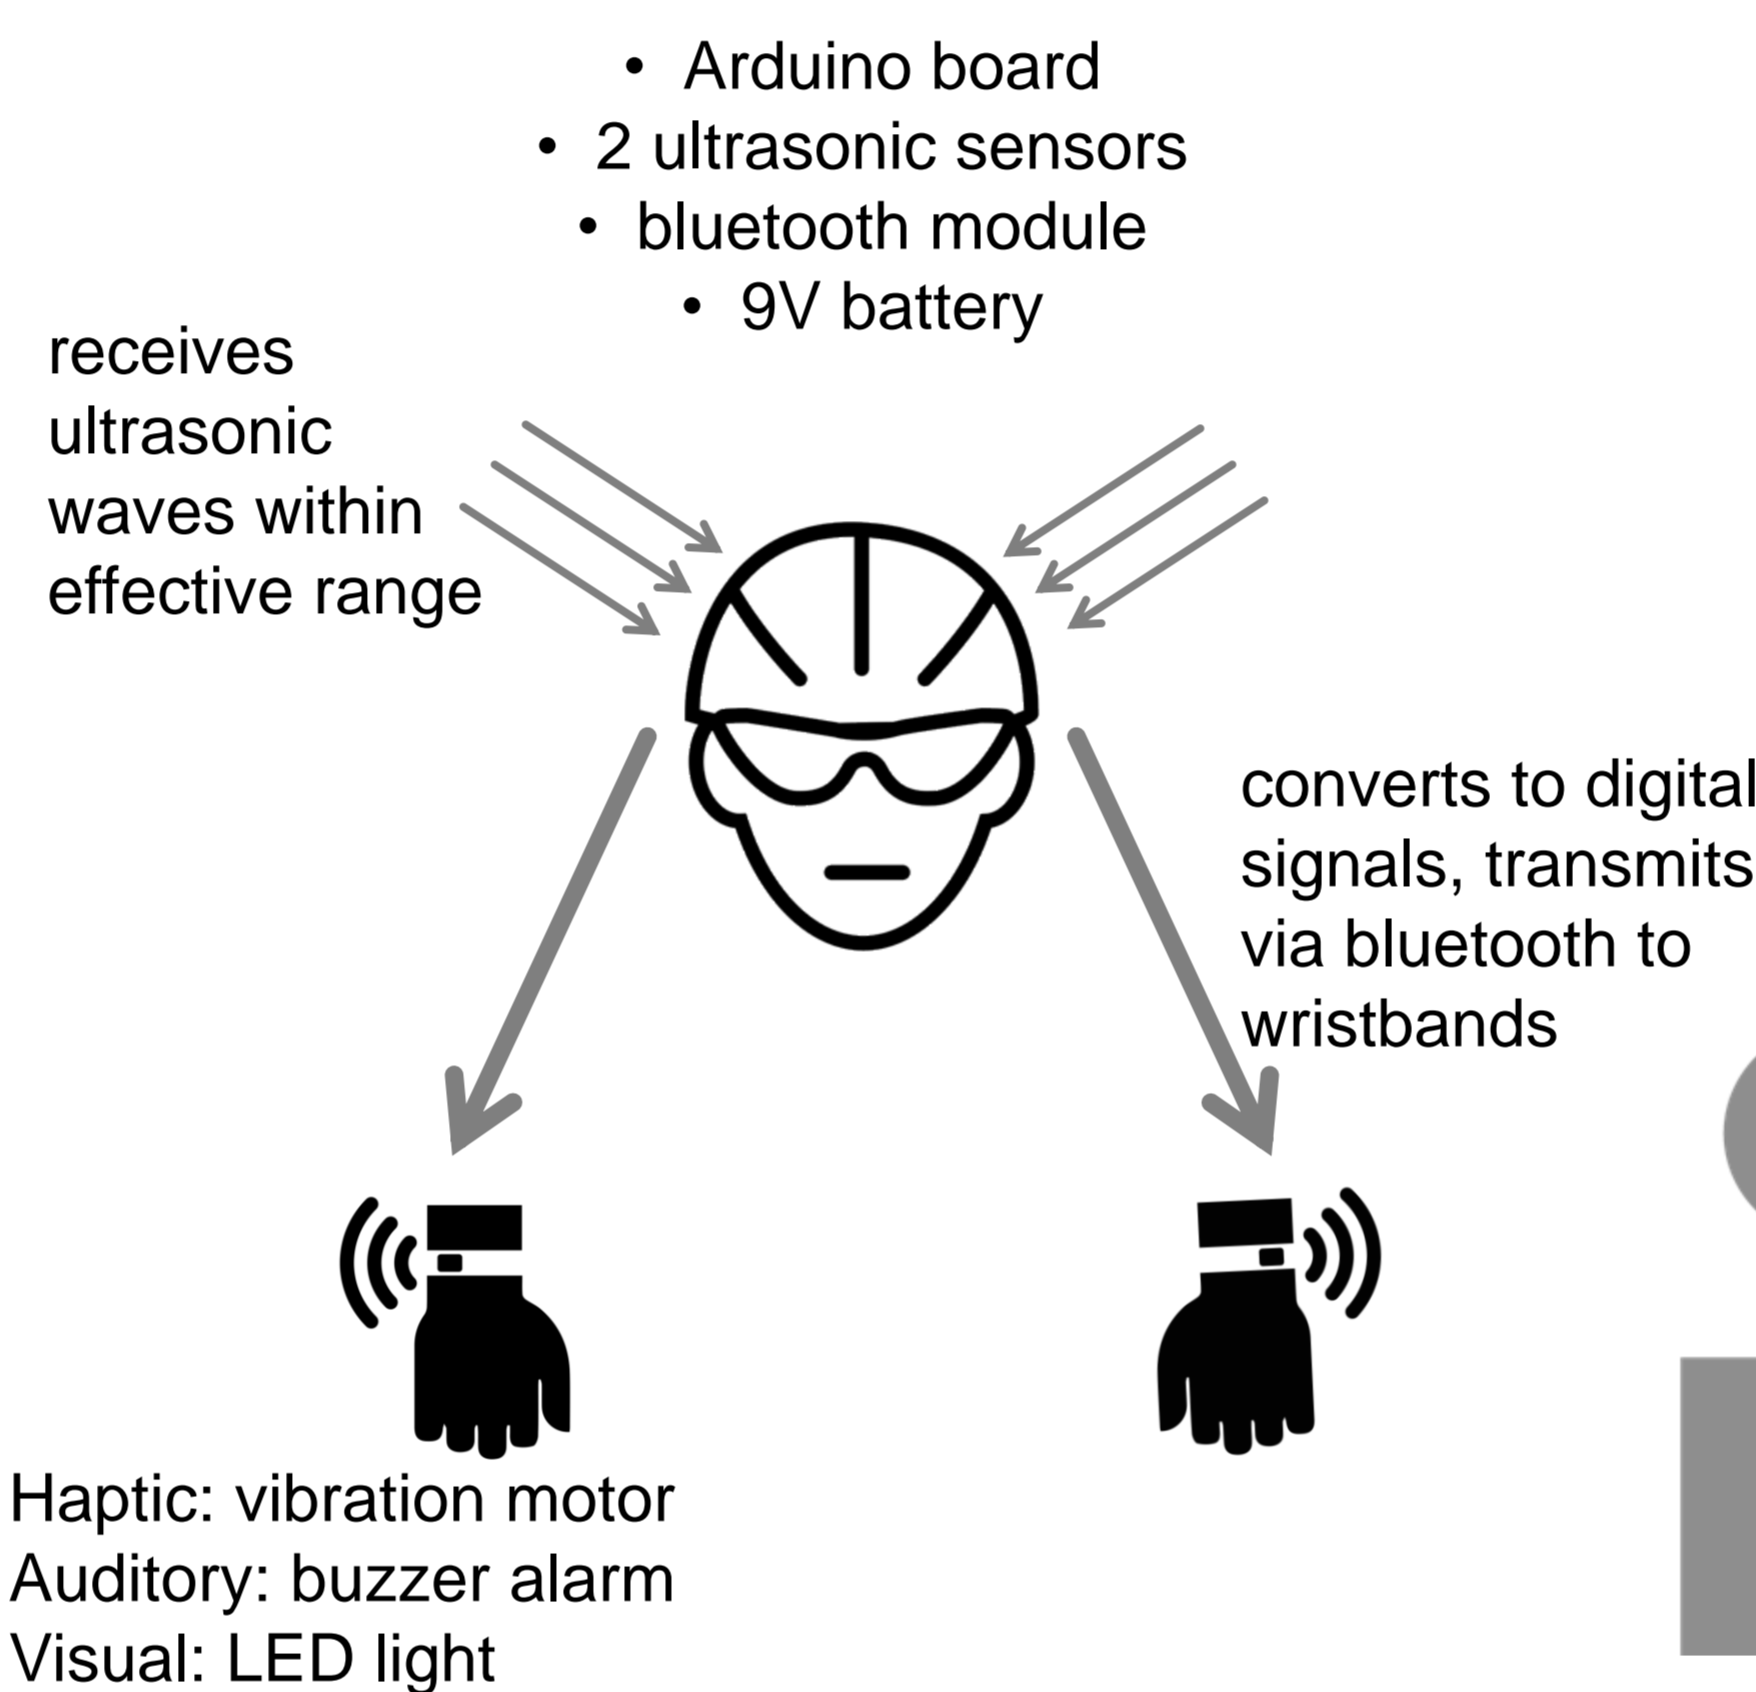 • Arduino board
• 2 ultrasonic sensors
• bluetooth module
• 9V battery
receives
ultrasonic
waves within
effective range
converts to digital
signals, transmits
via bluetooth to
wristbands
Haptic: vibration motor
Auditory: buzzer alarm
Visual: LED light